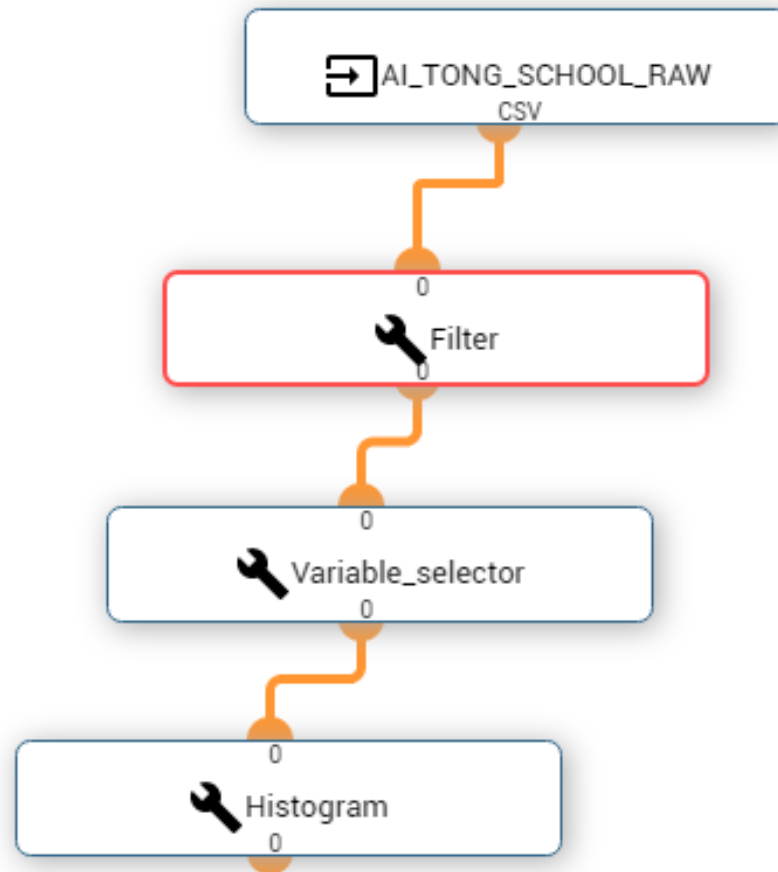 AI_TONG_SCHOOL_RAW
CSV
0
Filter
0
0
Variable_selector
0
0
Histogram
0